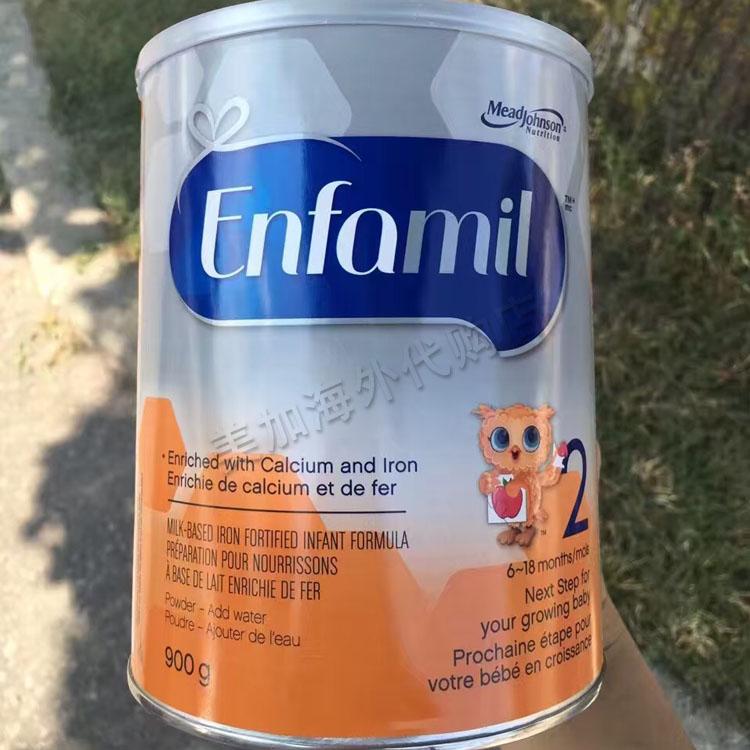 MeadJohnson
Nutrition
Enfamil
TM*
mc
美加海外代购店
• Enriched with Calcium and Iron
Enrichie de calcium et de fer
MILK-BASED IRON FORTIFIED INFANT FORMULA
PRÉPARATION POUR NOURRISSONS
À BASE DE LAIT ENRICHIE DE FER
Powder – Add water
Poudre – Ajouter de l'eau
900 g
2
TM
6–18 months/mois
Next Step for
your growing baby
Prochaine étape pour
votre bébé en croissance